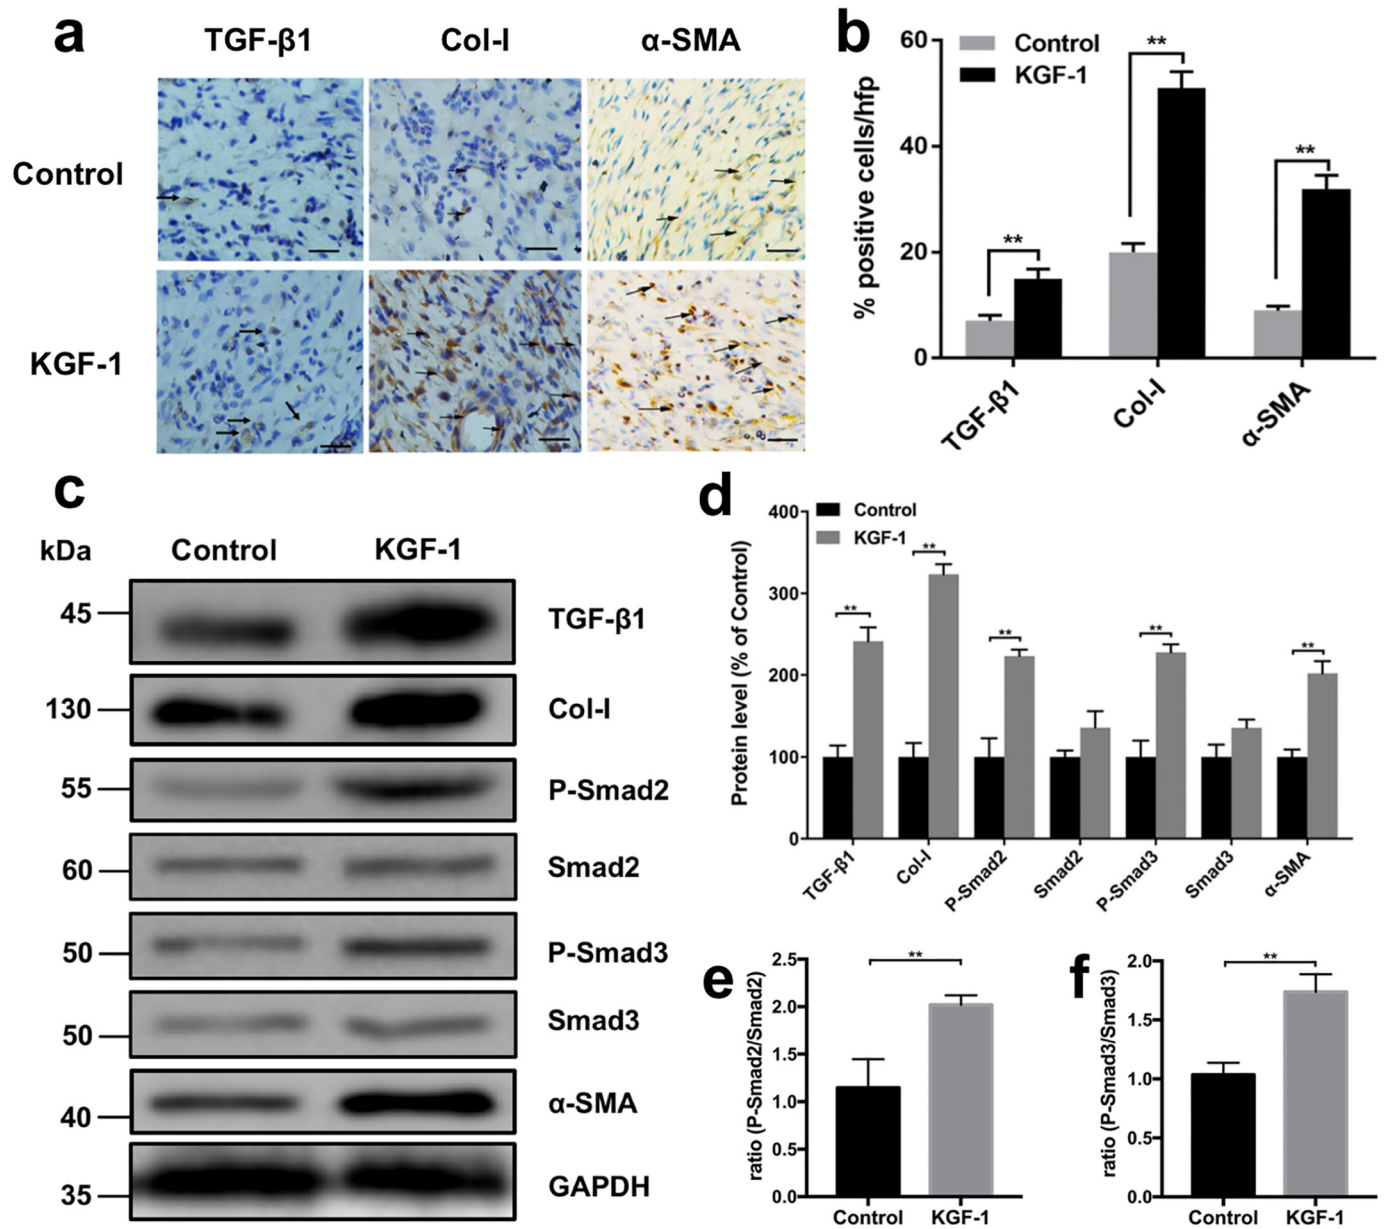 a
TGF-β1 Col-I α-SMA
Control
KGF-1
b
Control
KGF-1
% positive cells/hfp
60
40
20
0
** ** **
TGF-β1 Col-I α-SMA
c
kDa Control KGF-1
45 TGF-β1
130 Col-I
55 P-Smad2
60 Smad2
50 P-Smad3
50 Smad3
40 α-SMA
35 GAPDH
d
Control
KGF-1
Protein level (% of Control)
400
300
200
100
0
** ** ** ** **
TGF-β1 Col-I P-Smad2 Smad2 P-Smad3 Smad3 α-SMA
e
ratio (P-Smad2/Smad2)
2.5
2.0
1.5
1.0
0.5
0.0
**
Control KGF-1
f
ratio (P-Smad3/Smad3)
2.0
1.5
1.0
0.5
0.0
**
Control KGF-1